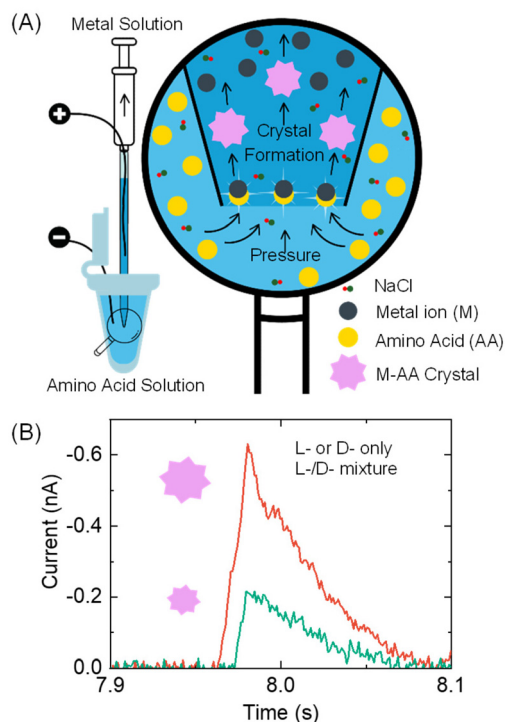 (A)
Metal Solution
+
−
Amino Acid Solution
Crystal
Formation
Pressure
NaCl
Metal ion (M)
Amino Acid (AA)
M-AA Crystal
(B)
L- or D- only
L-/D- mixture
Current (nA)
-0.6
-0.4
-0.2
0.0
7.9
8.0
8.1
Time (s)